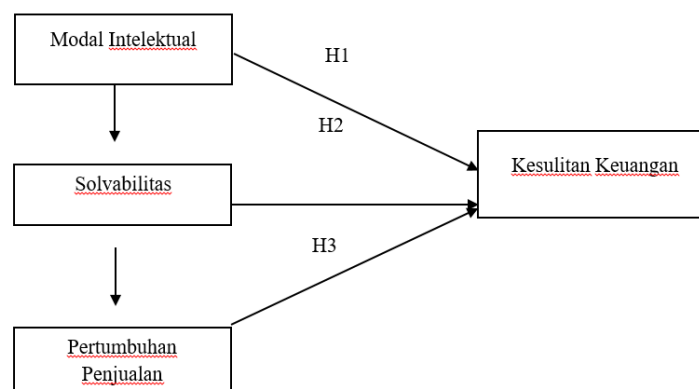 Modal Intelektual
H1
H2
Kesulitan Keuangan
Solvabilitas
H3
Pertumbuhan
Penjualan